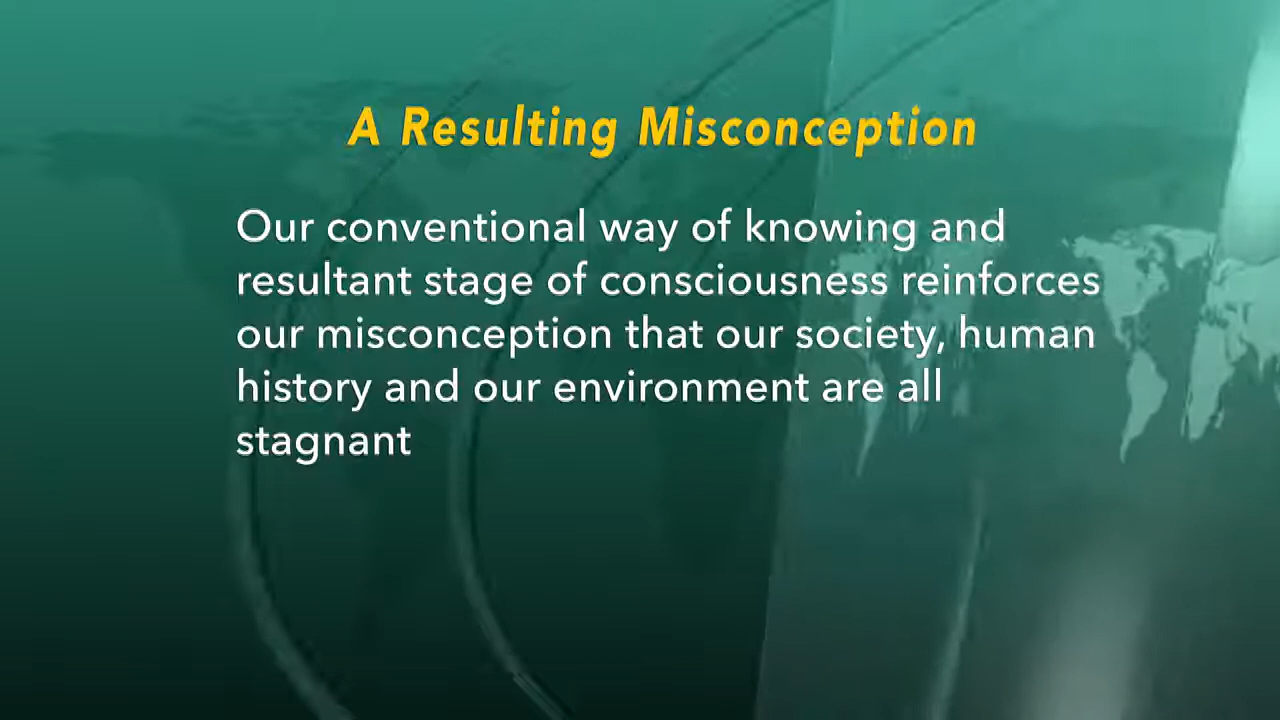 A Resulting Misconception
Our conventional way of knowing and
resultant stage of consciousness reinforces
our misconception that our society, human
history and our environment are all
stagnant